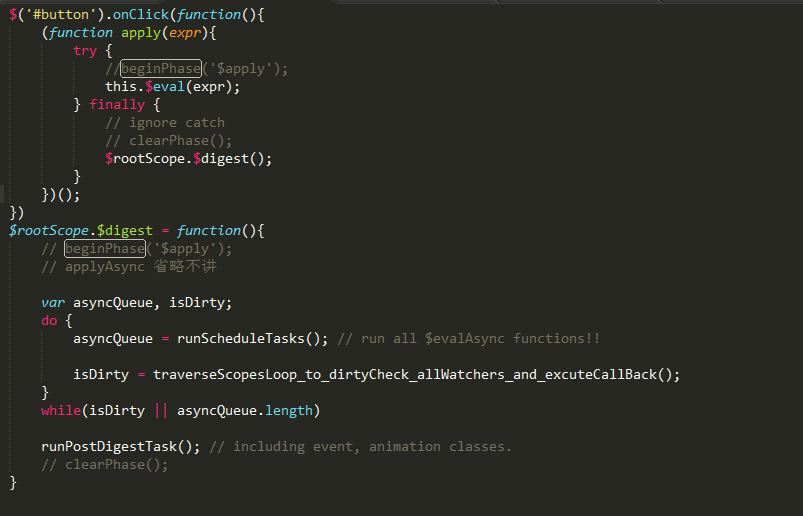 $('#button').onClick(function(){
    (function apply(expr){
        try {
            //beginPhase('$apply');
            this.$eval(expr);
        } finally {
            // ignore catch
            // clearPhase();
            $rootScope.$digest();
        }
    })();
})
$rootScope.$digest = function(){
    // beginPhase('$apply');
    // applyAsync 省略不讲
    var asyncQueue, isDirty;
    do {
        asyncQueue = runScheduleTasks(); // run all $evalAsync functions!!
        isDirty = traverseScopesLoop_to_dirtyCheck_allWatchers_and_excuteCallBack();
    }
    while(isDirty || asyncQueue.length)
    runPostDigestTask(); // including event, animation classes.
    // clearPhase();
}